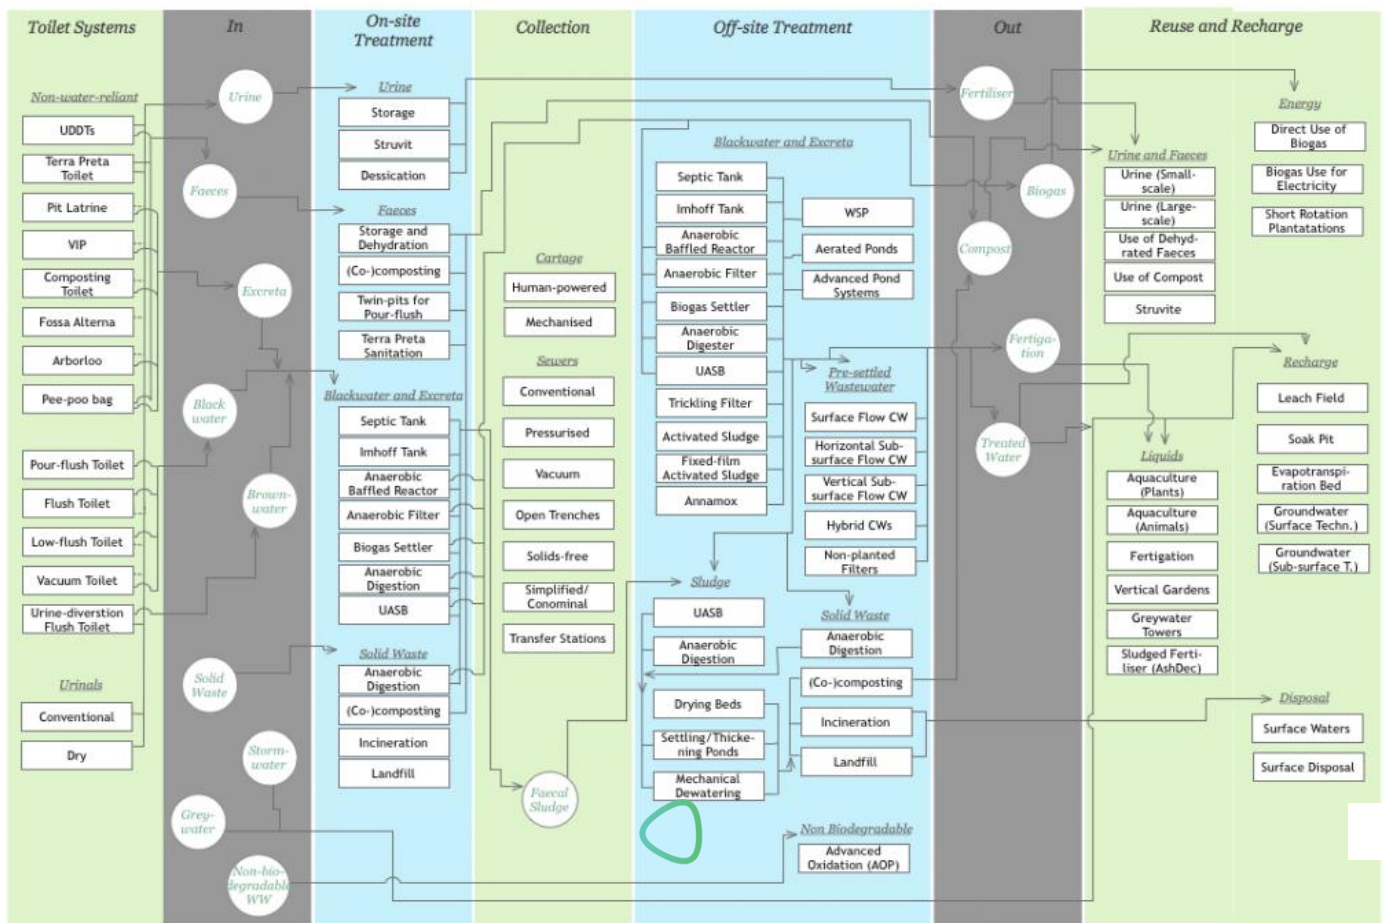 Toilet Systems
In
On-site
Treatment
Collection
Off-site Treatment
Out
Reuse and Recharge
Non-water-reliant
UDDTs
Terra Preta
Toilet
Pit Latrine
VIP
Composting
Toilet
Fossa Alterna
Arborloo
Pee-poo bag
Pour-flush Toilet
Flush Toilet
Low-flush Toilet
Vacuum Toilet
Urine-diverstion
Flush Toilet
Urinals
Conventional
Dry
Urine
Faeces
Excreta
Black
water
Brown-
water
Solid
Waste
Storm-
water
Grey-
water
Non-bio-
degradable
WW
Urine
Storage
Struvit
Dessication
Faeces
Storage and
Dehydration
(Co-)composting
Twin-pits for
Pour-flush
Terra Preta
Sanitation
Blackwater and Excreta
Septic Tank
Imhoff Tank
Anaerobic
Baffled Reactor
Anaerobic Filter
Biogas Settler
Anaerobic
Digestion
UASB
Solid Waste
Anaerobic
Digestion
(Co-)composting
Incineration
Landfill
Cartage
Human-powered
Mechanised
Sewers
Conventional
Pressurised
Vacuum
Open Trenches
Solids-free
Simplified/
Conominal
Transfer Stations
Faecal
Sludge
Blackwater and Excreta
Septic Tank
Imhoff Tank
Anaerobic
Baffled Reactor
Anaerobic Filter
Biogas Settler
Anaerobic
Digester
UASB
Trickling Filter
Activated Sludge
Fixed-film
Activated Sludge
Annamox
WSP
Aerated Ponds
Advanced Pond
Systems
Pre-settled
Wastewater
Surface Flow CW
Horizontal Sub-
surface Flow CW
Vertical Sub-
surface Flow CW
Hybrid CWs
Non-planted
Filters
Sludge
UASB
Anaerobic
Digestion
Drying Beds
Settling/Thicke-
ning Ponds
Mechanical
Dewatering
Solid Waste
Anaerobic
Digestion
(Co-)composting
Incineration
Landfill
Non Biodegradable
Advanced
Oxidation (AOP)
Fertiliser
Biogas
Compost
Fertiga-
tion
Treated
Water
Urine and Faeces
Urine (Small-
scale)
Urine (Large-
scale)
Use of Dehyd-
rated Faeces
Use of Compost
Struvite
Liquids
Aquaculture
(Plants)
Aquaculture
(Animals)
Fertigation
Vertical Gardens
Greywater
Towers
Sludged Ferti-
liser (AshDec)
Energy
Direct Use of
Biogas
Biogas Use for
Electricity
Short Rotation
Plantatations
Recharge
Leach Field
Soak Pit
Evapotranspi-
ration Bed
Groundwater
(Surface Techn.)
Groundwater
(Sub-surface T.)
Disposal
Surface Waters
Surface Disposal